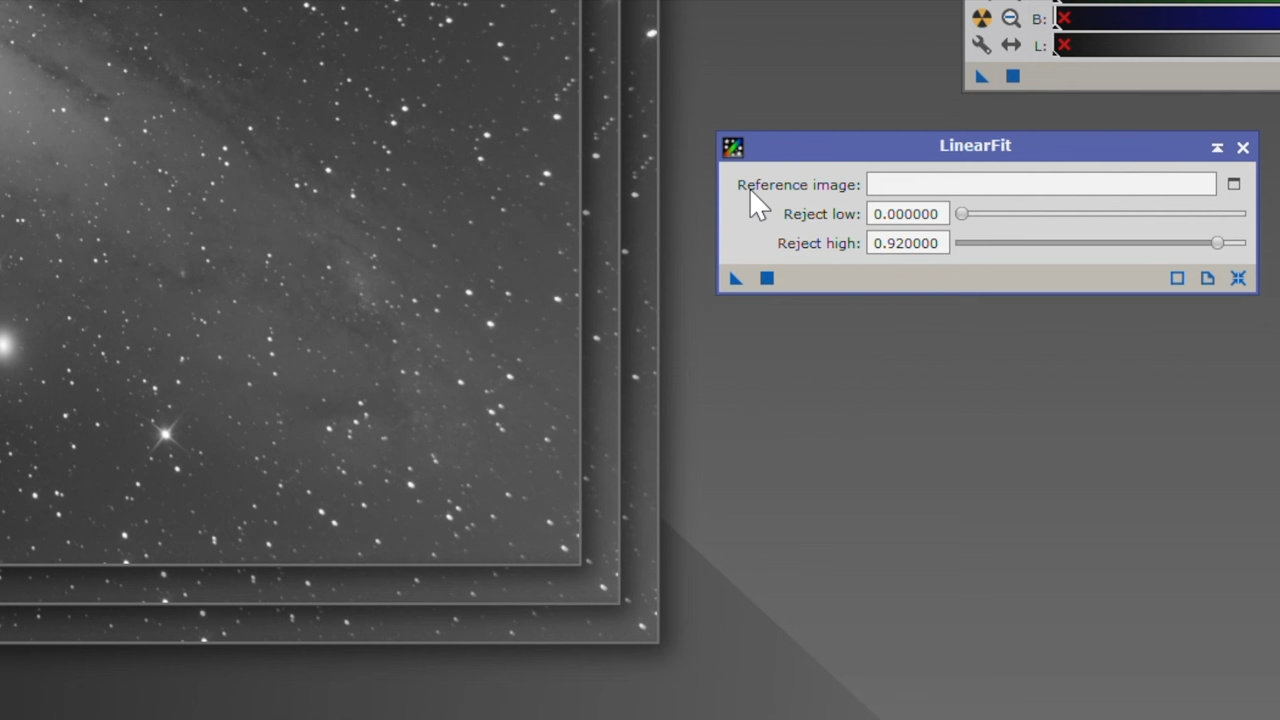 B:
L:
LinearFit
Reference image:
Reject low: 0.000000
Reject high: 0.920000